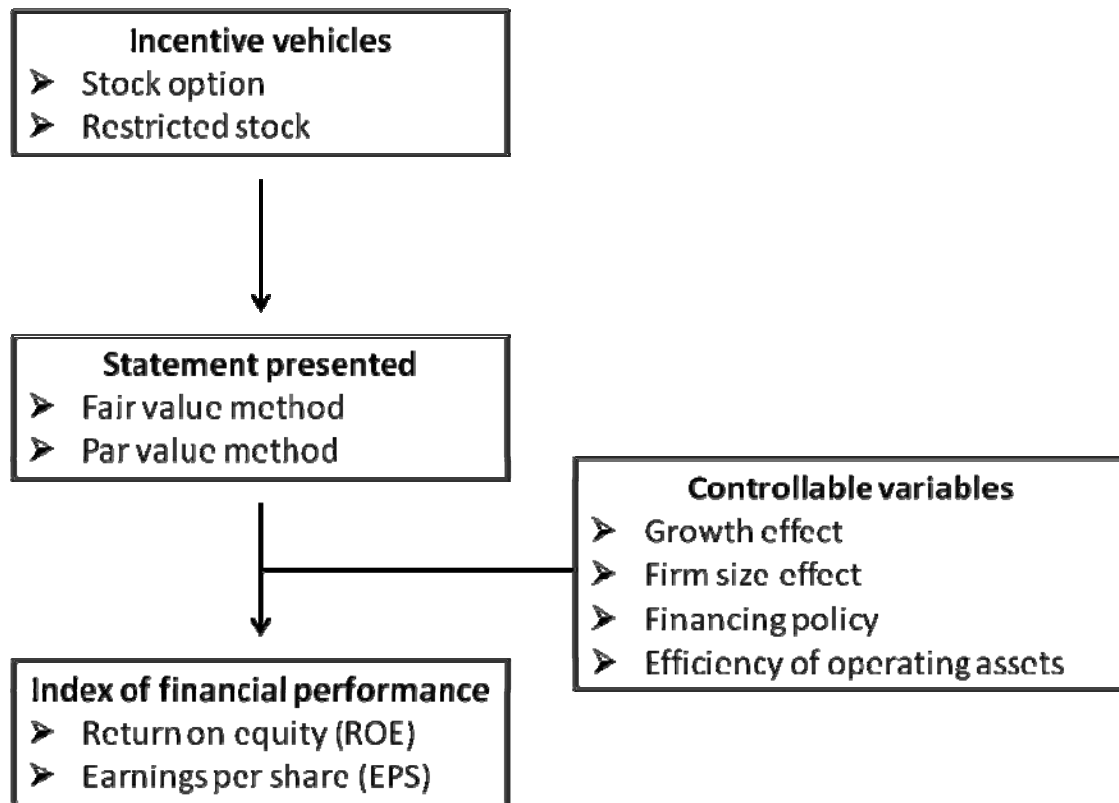 Incentive vehicles
➤ Stock option
➤ Restricted stock
Statement presented
➤ Fair value method
➤ Par value method
Controllable variables
➤ Growth effect
➤ Firm size effect
➤ Financing policy
➤ Efficiency of operating assets
Index of financial performance
➤ Return on equity (ROE)
➤ Earnings per share (EPS)